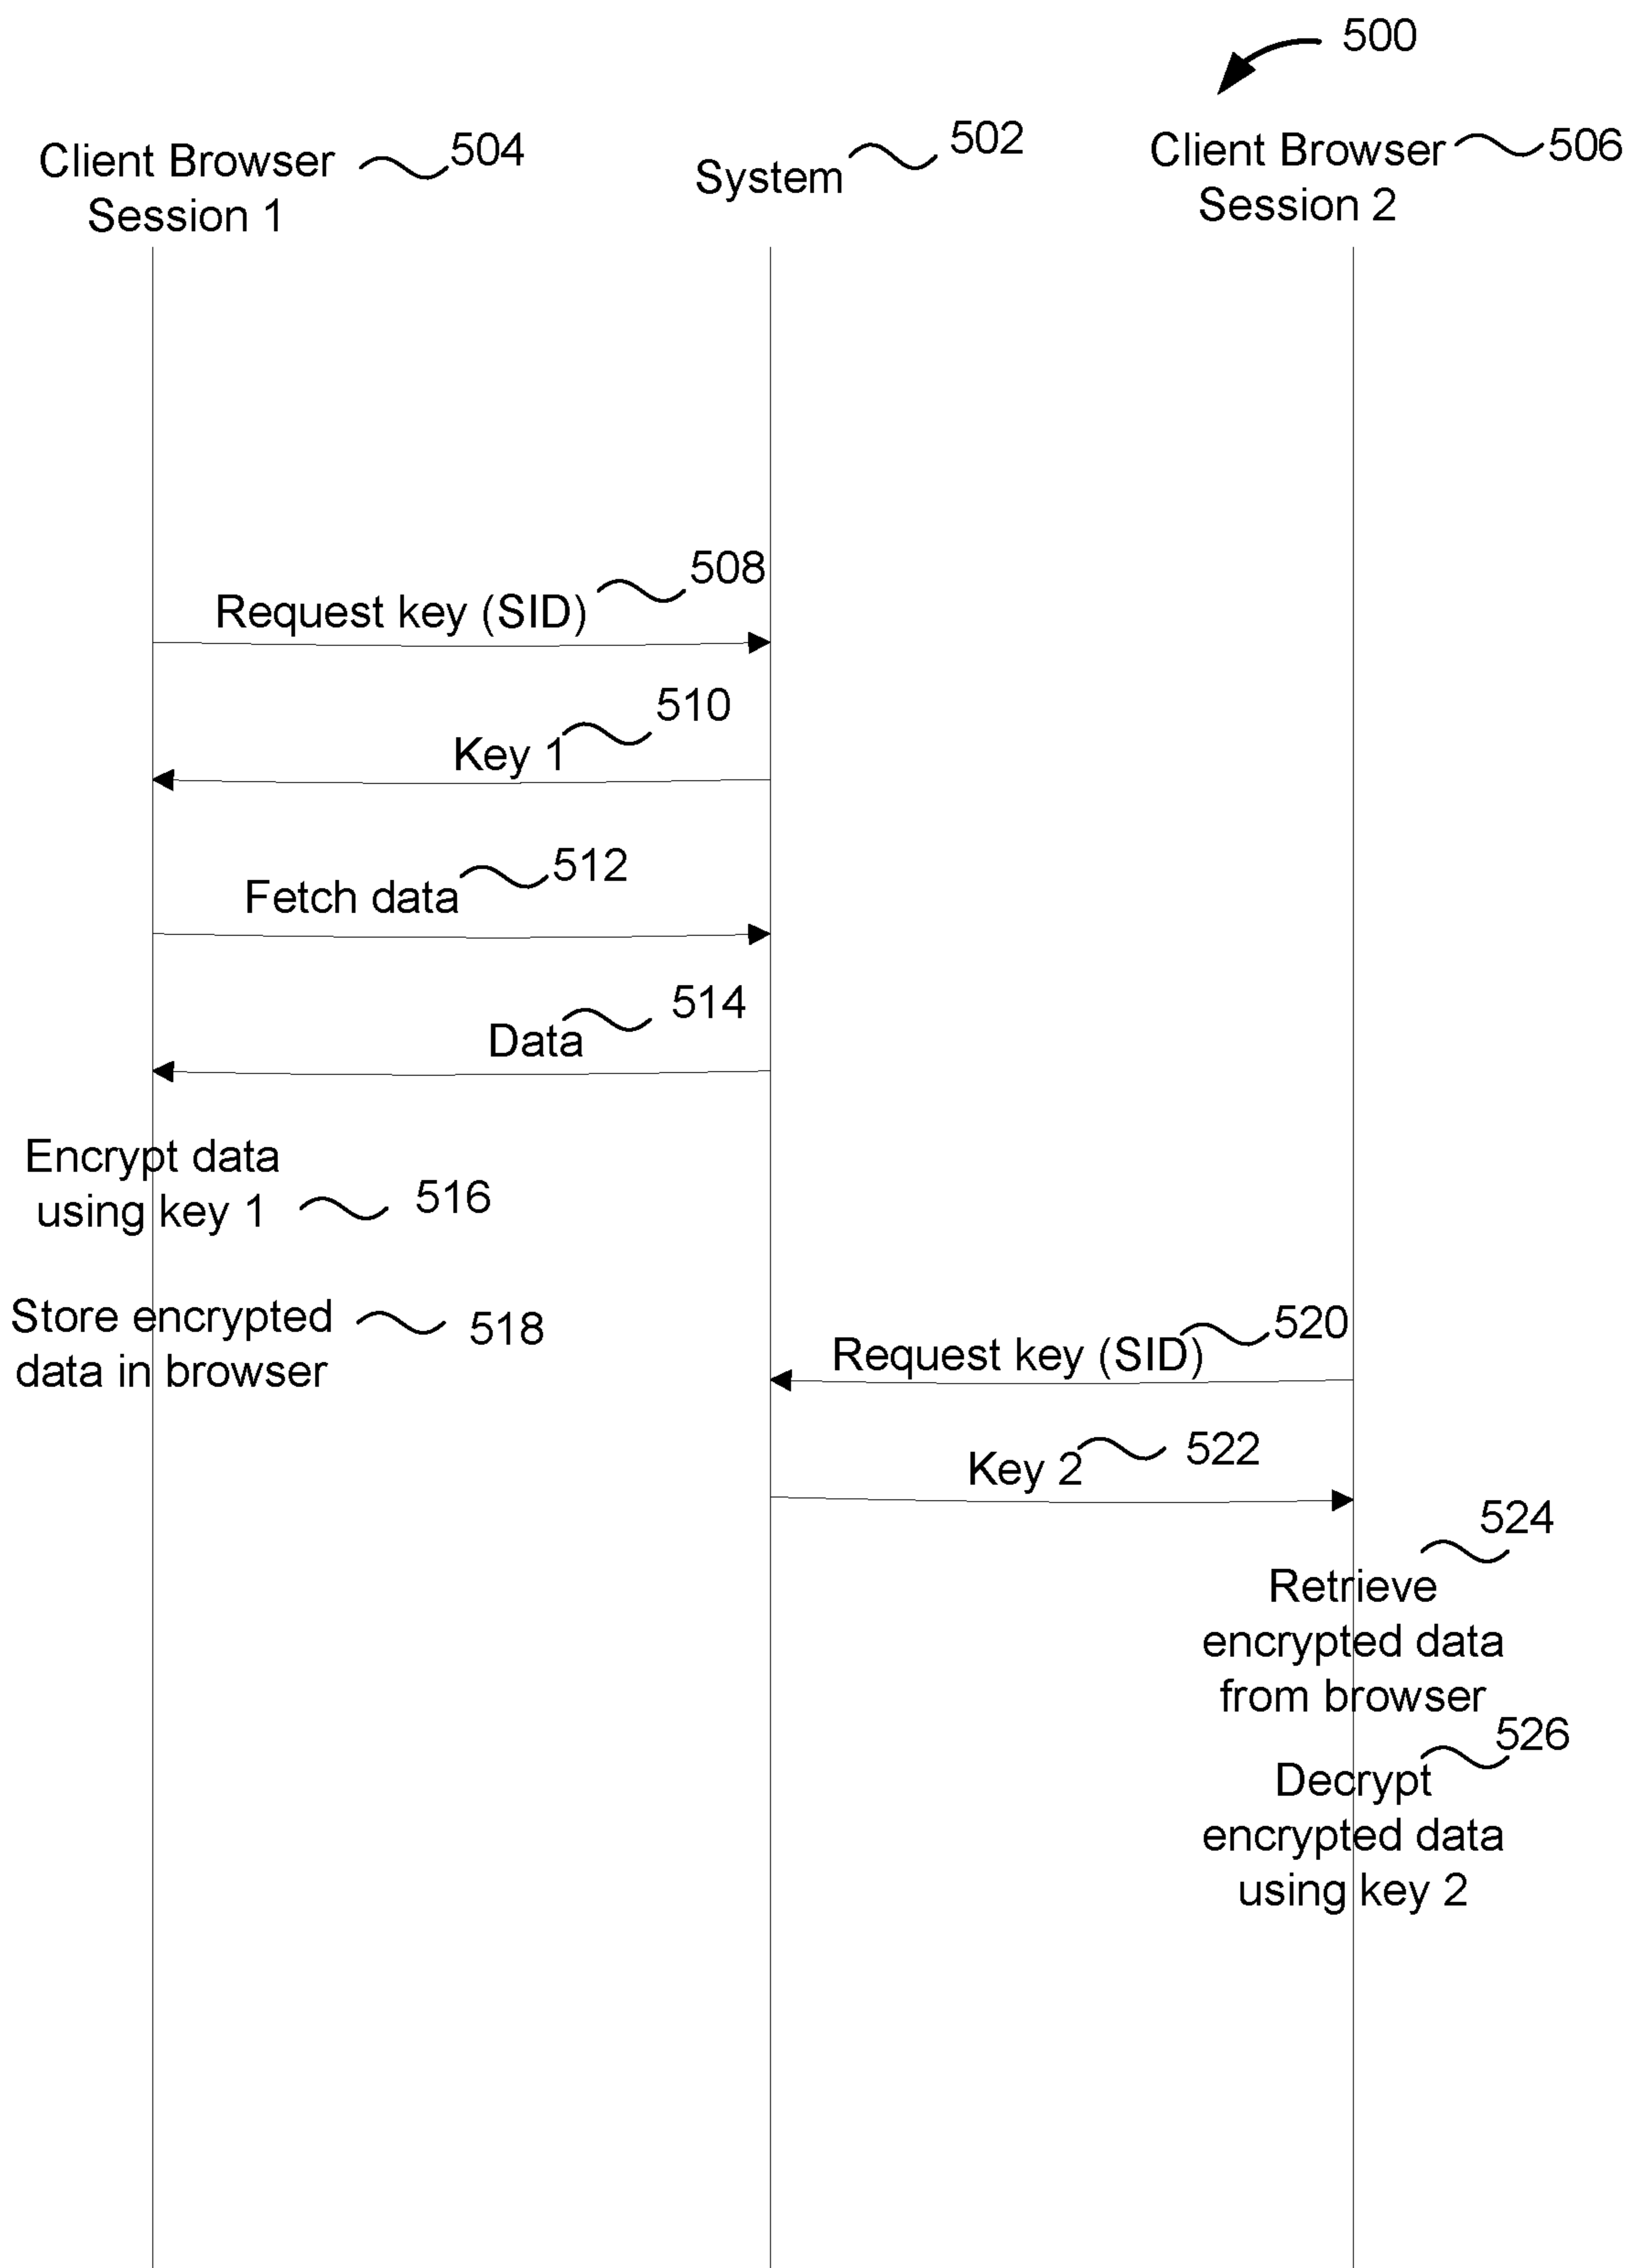 500
Client Browser 504
Session 1
System 502
Client Browser 506
Session 2
508
Request key (SID)
510
Key 1
512
Fetch data
514
Data
Encrypt data
using key 1 516
Store encrypted 518
data in browser
520
Request key (SID)
522
Key 2
524
Retrieve
encrypted data
from browser
526
Decrypt
encrypted data
using key 2